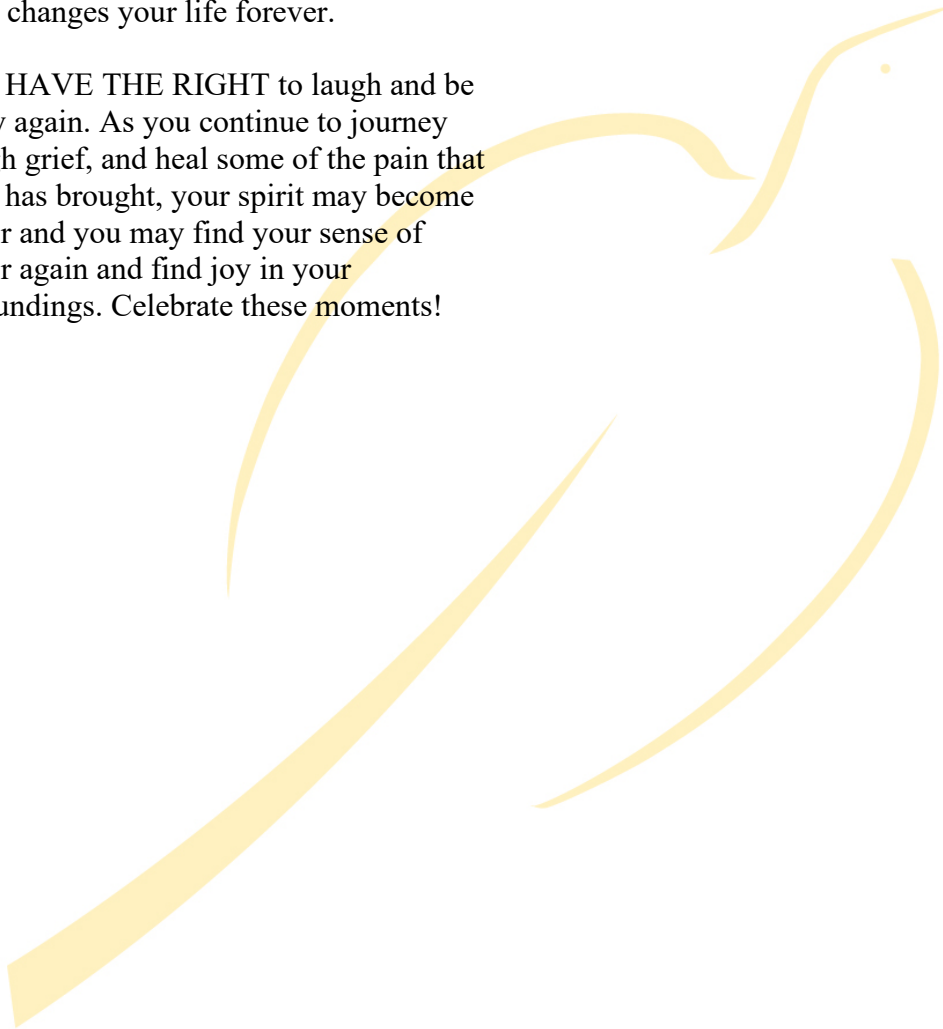 changes your life forever.
HAVE THE RIGHT to laugh and be
again. As you continue to journey
grief, and heal some of the pain that
has brought, your spirit may become
and you may find your sense of
again and find joy in your
Celebrate these moments!